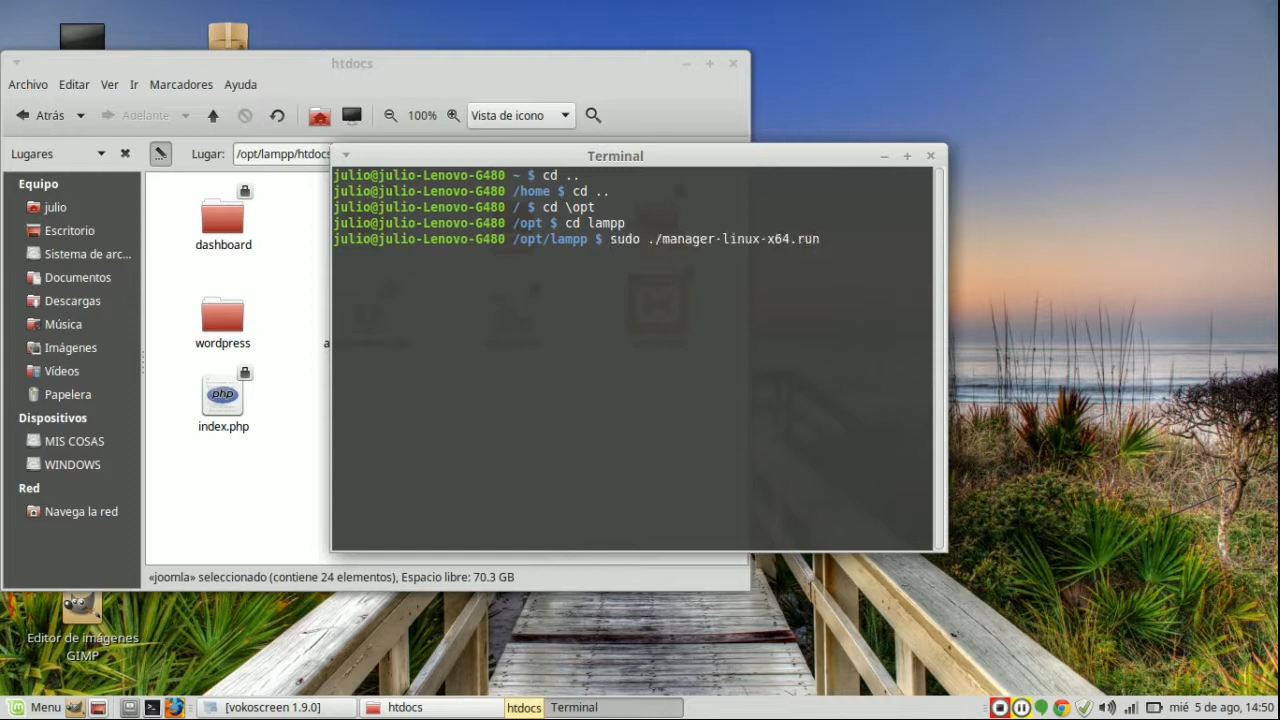 htdocs
Archivo Editar Ver Ir Marcadores Ayuda
Atrás Adelante 100% Vista de icono
Lugares Lugar: /opt/lampp/htdocs
Equipo
julio
Escritorio
Sistema de arc...
Documentos
Descargas
Música
Imágenes
Vídeos
Papelera
Dispositivos
MIS COSAS
WINDOWS
Red
Navega la red
dashboard
wordpress
php
index.php
«joomla» seleccionado (contiene 24 elementos), Espacio libre: 70.3 GB
Terminal
julio@julio-Lenovo-G480 ~ $ cd ..
julio@julio-Lenovo-G480 /home $ cd ..
julio@julio-Lenovo-G480 / $ cd \opt
julio@julio-Lenovo-G480 /opt $ cd lampp
julio@julio-Lenovo-G480 /opt/lampp $ sudo ./manager-linux-x64.run
Editor de imágenes
GIMP
Menu [vokoscreen 1.9.0] htdocs htdocs Terminal mié 5 de ago, 14:50